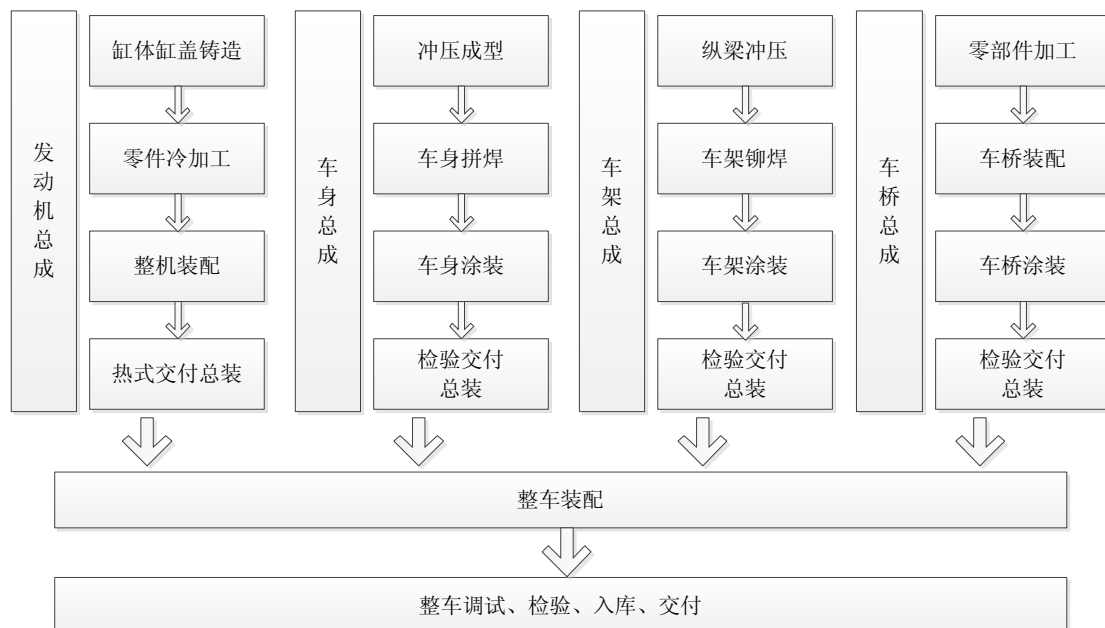 发动机总成
缸体缸盖铸造
零件冷加工
整机装配
热式交付总装
车身总成
冲压成型
车身拼焊
车身涂装
检验交付
总装
车架总成
纵梁冲压
车架铆焊
车架涂装
检验交付
总装
车桥总成
零部件加工
车桥装配
车桥涂装
检验交付
总装
整车装配
整车调试、检验、入库、交付